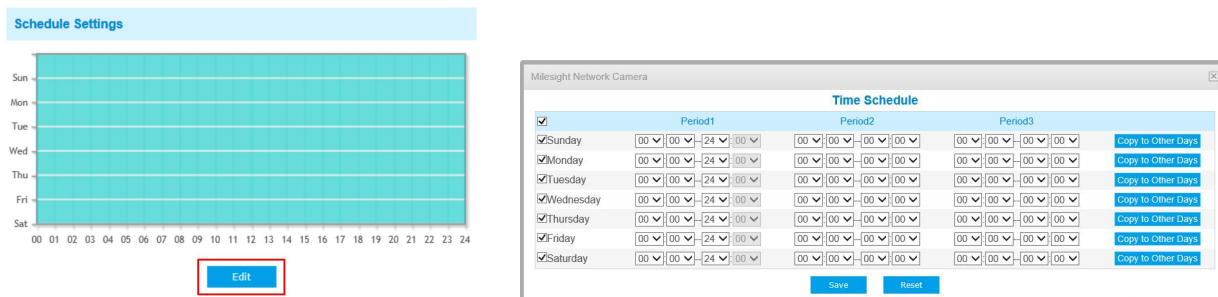 Schedule Settings
Sun
Mon
Tue
Wed
Thu
Fri
Sat
00 01 02 03 04 05 06 07 08 09 10 11 12 13 14 15 16 17 18 19 20 21 22 23 24
Edit
Milesight Network Camera
Time Schedule
Period1 Period2 Period3
Sunday 00 : 00 – 24 : 00 00 : 00 – 00 : 00 00 : 00 – 00 : 00 Copy to Other Days
Monday 00 : 00 – 24 : 00 00 : 00 – 00 : 00 00 : 00 – 00 : 00 Copy to Other Days
Tuesday 00 : 00 – 24 : 00 00 : 00 – 00 : 00 00 : 00 – 00 : 00 Copy to Other Days
Wednesday 00 : 00 – 24 : 00 00 : 00 – 00 : 00 00 : 00 – 00 : 00 Copy to Other Days
Thursday 00 : 00 – 24 : 00 00 : 00 – 00 : 00 00 : 00 – 00 : 00 Copy to Other Days
Friday 00 : 00 – 24 : 00 00 : 00 – 00 : 00 00 : 00 – 00 : 00 Copy to Other Days
Saturday 00 : 00 – 24 : 00 00 : 00 – 00 : 00 00 : 00 – 00 : 00 Copy to Other Days
Save Reset